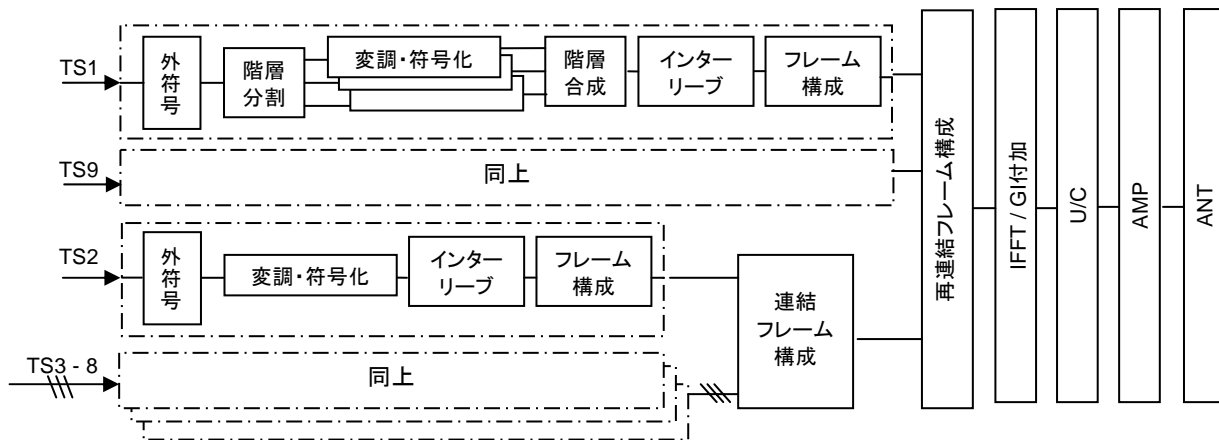 TS1
外符号
階層
分割
変調・符号化
階層
合成
インター
リーブ
フレーム
構成
TS9
同上
TS2
外符号
変調・符号化
インター
リーブ
フレーム
構成
TS3 - 8
同上
連結
フレーム
構成
再連結フレーム構成
IFFT / GI付加
U/C
AMP
ANT